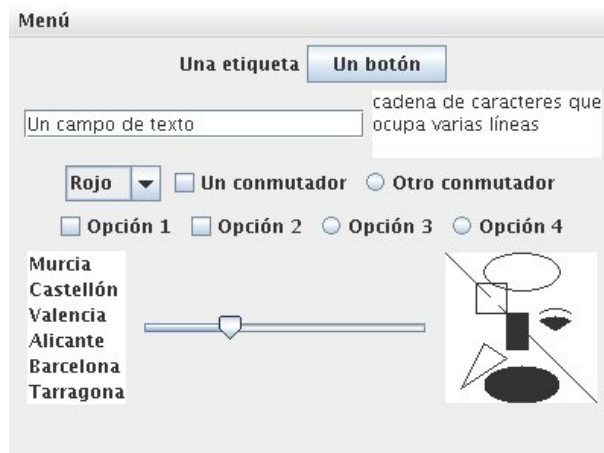 Menú
Una etiqueta Un botón
Un campo de texto
cadena de caracteres que
ocupa varias líneas
Rojo Un conmutador Otro conmutador
Opción 1 Opción 2 Opción 3 Opción 4
Murcia
Castellón
Valencia
Alicante
Barcelona
Tarragona